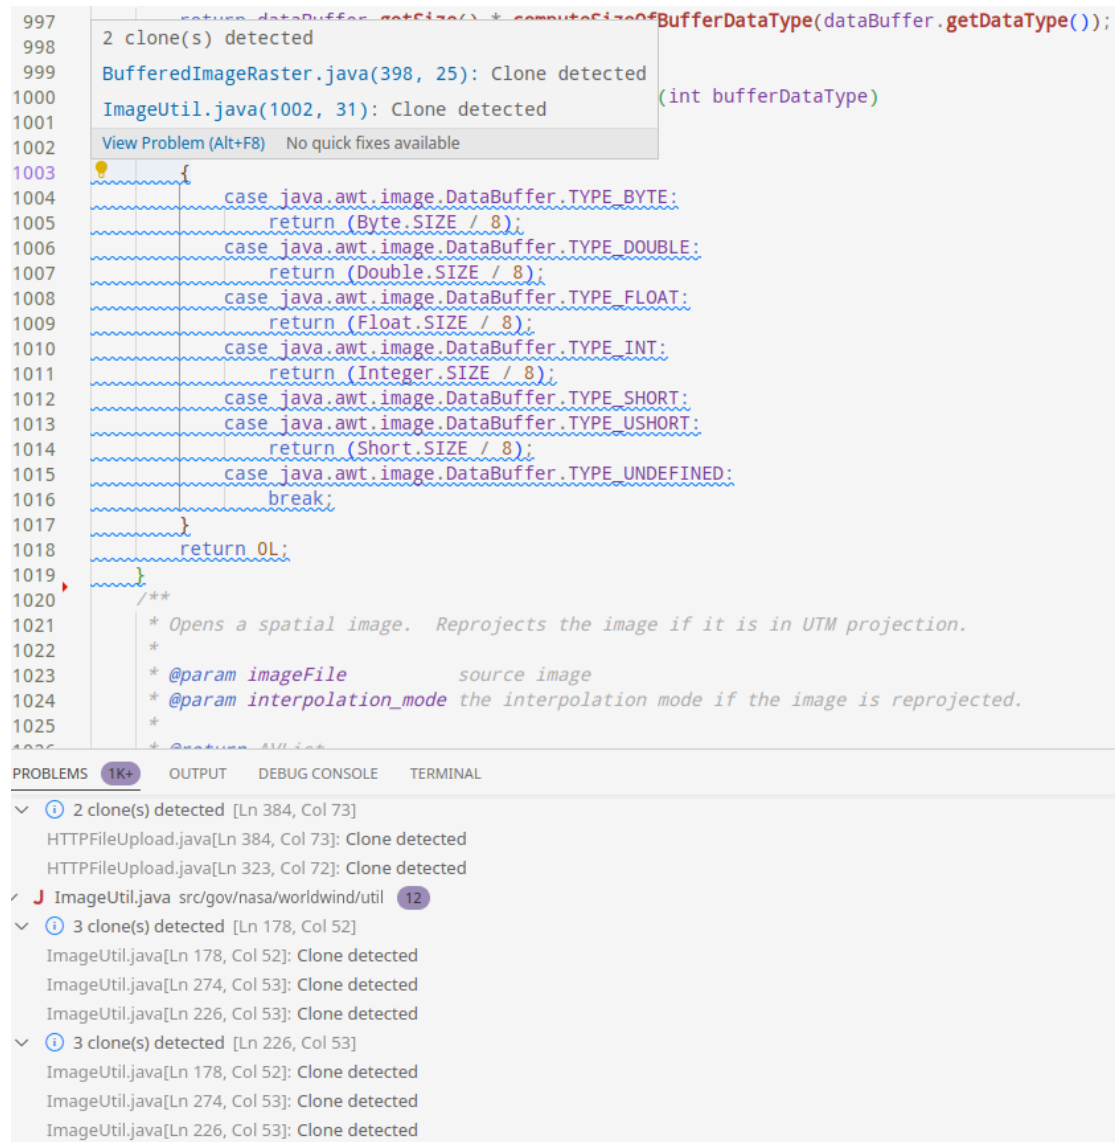 997 return dataBuffer.getSize() * computeSizeOfBufferDataType(dataBuffer.getDataType());
998 2 clone(s) detected
999 BufferedImageRaster.java(398, 25): Clone detected
1000 (int bufferDataType)
1001 ImageUtil.java(1002, 31): Clone detected
1002 View Problem (Alt+F8) No quick fixes available
1003 {
1004 case java.awt.image.DataBuffer.TYPE_BYTE:
1005 return (Byte.SIZE / 8);
1006 case java.awt.image.DataBuffer.TYPE_DOUBLE:
1007 return (Double.SIZE / 8);
1008 case java.awt.image.DataBuffer.TYPE_FLOAT:
1009 return (Float.SIZE / 8);
1010 case java.awt.image.DataBuffer.TYPE_INT:
1011 return (Integer.SIZE / 8);
1012 case java.awt.image.DataBuffer.TYPE_SHORT:
1013 case java.awt.image.DataBuffer.TYPE_USHORT:
1014 return (Short.SIZE / 8);
1015 case java.awt.image.DataBuffer.TYPE_UNDEFINED:
1016 break;
1017 }
1018 return 0L;
1019 }
1020 /**
1021 * Opens a spatial image.  Reprojects the image if it is in UTM projection.
1022 *
1023 * @param imageFile source image
1024 * @param interpolation_mode the interpolation mode if the image is reprojected.
1025 *
1026 * @return AVList
PROBLEMS 1K+ OUTPUT DEBUG CONSOLE TERMINAL
2 clone(s) detected [Ln 384, Col 73]
HTTPFileUpload.java[Ln 384, Col 73]: Clone detected
HTTPFileUpload.java[Ln 323, Col 72]: Clone detected
J ImageUtil.java src/gov/nasa/worldwind/util 12
3 clone(s) detected [Ln 178, Col 52]
ImageUtil.java[Ln 178, Col 52]: Clone detected
ImageUtil.java[Ln 274, Col 53]: Clone detected
ImageUtil.java[Ln 226, Col 53]: Clone detected
3 clone(s) detected [Ln 226, Col 53]
ImageUtil.java[Ln 178, Col 52]: Clone detected
ImageUtil.java[Ln 274, Col 53]: Clone detected
ImageUtil.java[Ln 226, Col 53]: Clone detected